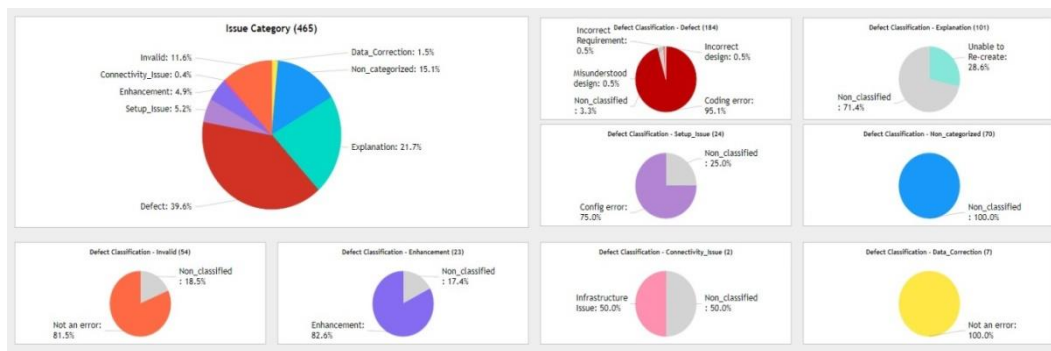 Issue Category (465)
Data_Correction: 1.5%
Invalid: 11.6%
Non_categorized: 15.1%
Connectivity_Issue: 0.4%
Enhancement: 4.9%
Setup_Issue: 5.2%
Explanation: 21.7%
Defect: 39.6%
Defect Classification - Defect (184)
Incorrect
Requirement:
0.5%
Incorrect
design: 0.5%
Misunderstood
design: 0.5%
Non_classified
: 3.3%
Coding error:
95.1%
Defect Classification - Explanation (101)
Unable to
Re-create:
28.6%
Non_classified
: 71.4%
Defect Classification - Setup_Issue (24)
Non_classified
: 25.0%
Config error:
75.0%
Defect Classification - Non_categorized (70)
Non_classified
: 100.0%
Defect Classification - Invalid (54)
Non_classified
: 18.5%
Not an error:
81.5%
Defect Classification - Enhancement (23)
Non_classified
: 17.4%
Enhancement:
82.6%
Defect Classification - Connectivity_Issue (2)
Infrastructure
Issue: 50.0%
Non_classified
: 50.0%
Defect Classification - Data_Correction (7)
Not an error:
100.0%